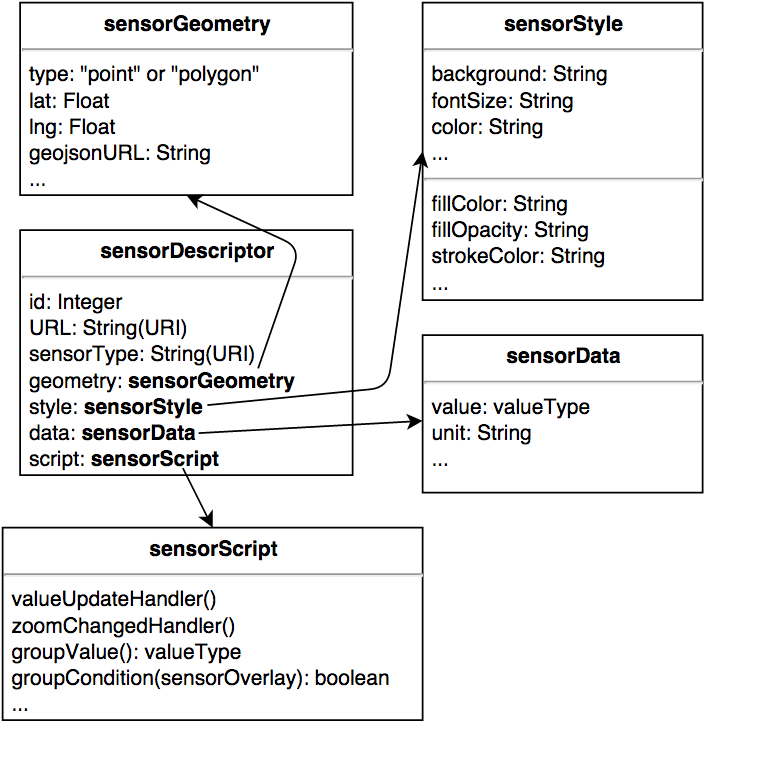 sensorGeometry
type: "point" or "polygon"
lat: Float
lng: Float
geojsonURL: String
...
sensorStyle
background: String
fontSize: String
color: String
...
fillColor: String
fillOpacity: String
strokeColor: String
...
sensorDescriptor
id: Integer
URL: String(URI)
sensorType: String(URI)
geometry: sensorGeometry
style: sensorStyle
data: sensorData
script: sensorScript
sensorData
value: valueType
unit: String
...
sensorScript
valueUpdateHandler()
zoomChangedHandler()
groupValue(): valueType
groupCondition(sensorOverlay): boolean
...